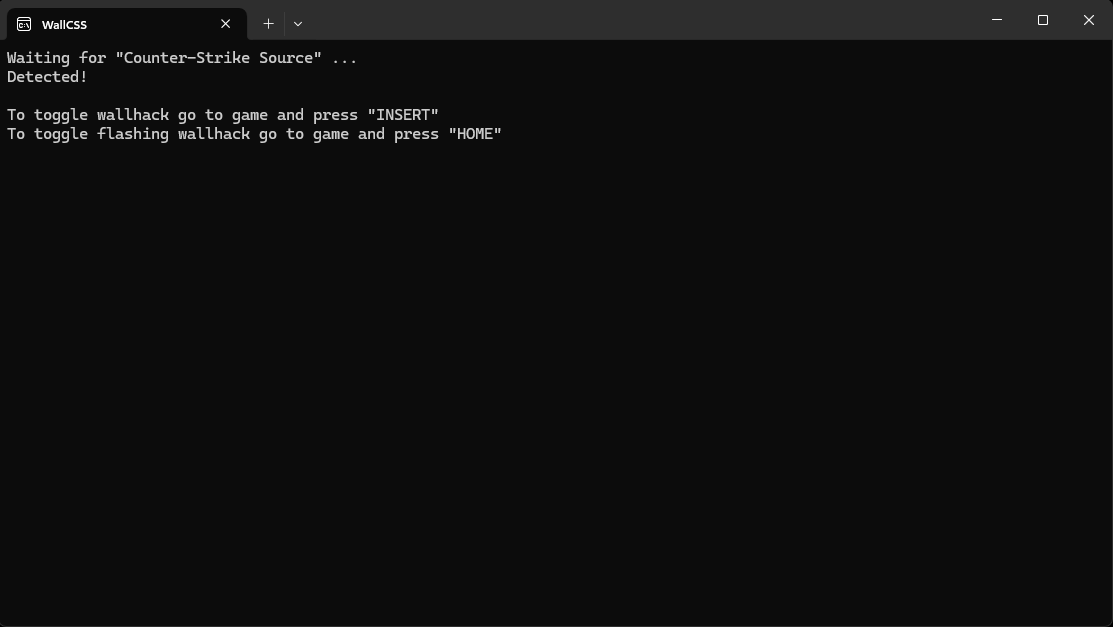 WallCSS
Waiting for "Counter-Strike Source" ...
Detected!
To toggle wallhack go to game and press "INSERT"
To toggle flashing wallhack go to game and press "HOME"